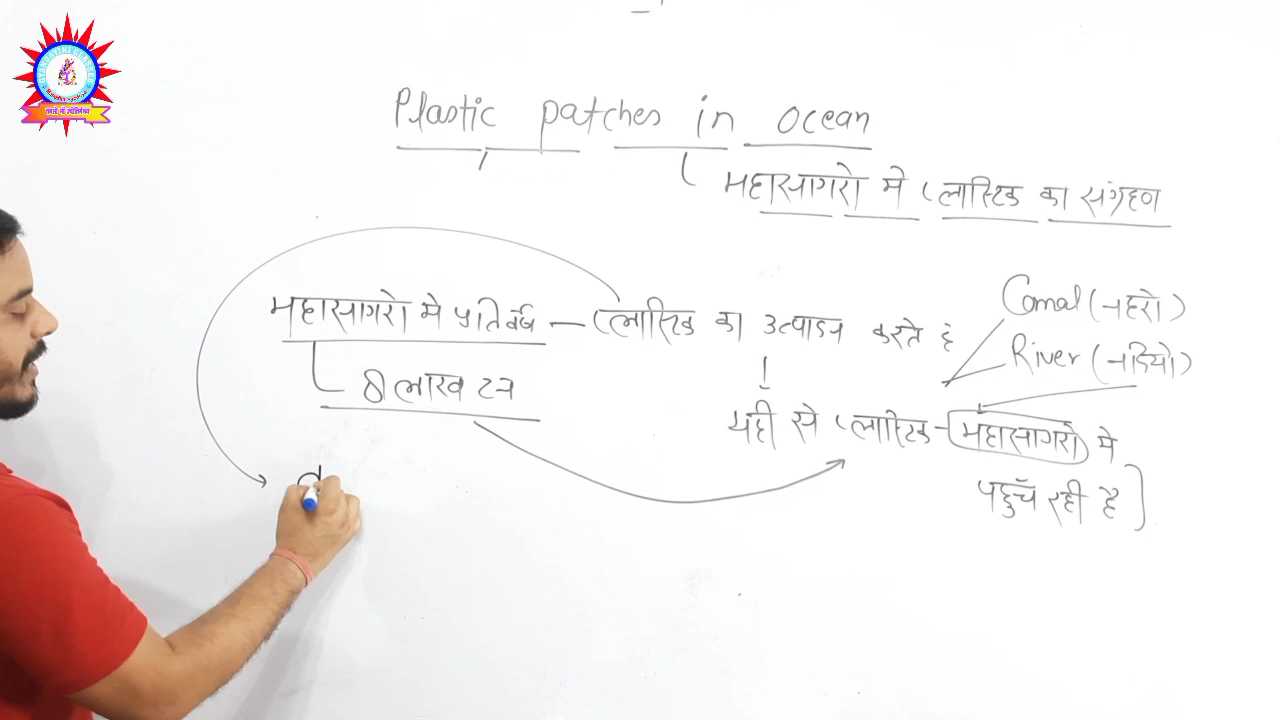 Plastic patches in ocean
महासागरो मे प्लास्टिक का संग्रहण
महासागरो मे प्रतिवर्ष – प्लास्टिक का उत्पादन करते हैं
8 लाख टन
Canal (नहरो)
River (नदियो)
यही से प्लास्टिक – महासागरो मे
पहुँच रही है